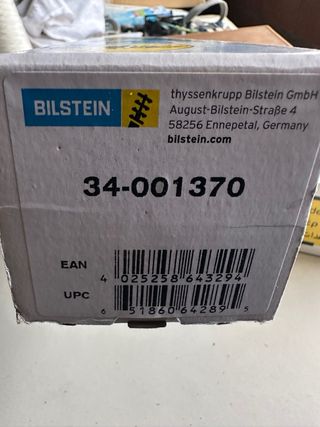 BILSTEIN
thyssenkrupp Bilstein GmbH
August-Bilstein-Straße 4
58256 Ennepetal, Germany
bilstein.com
34-001370
EAN
4 025258 643294
UPC
6 51860 64289 5